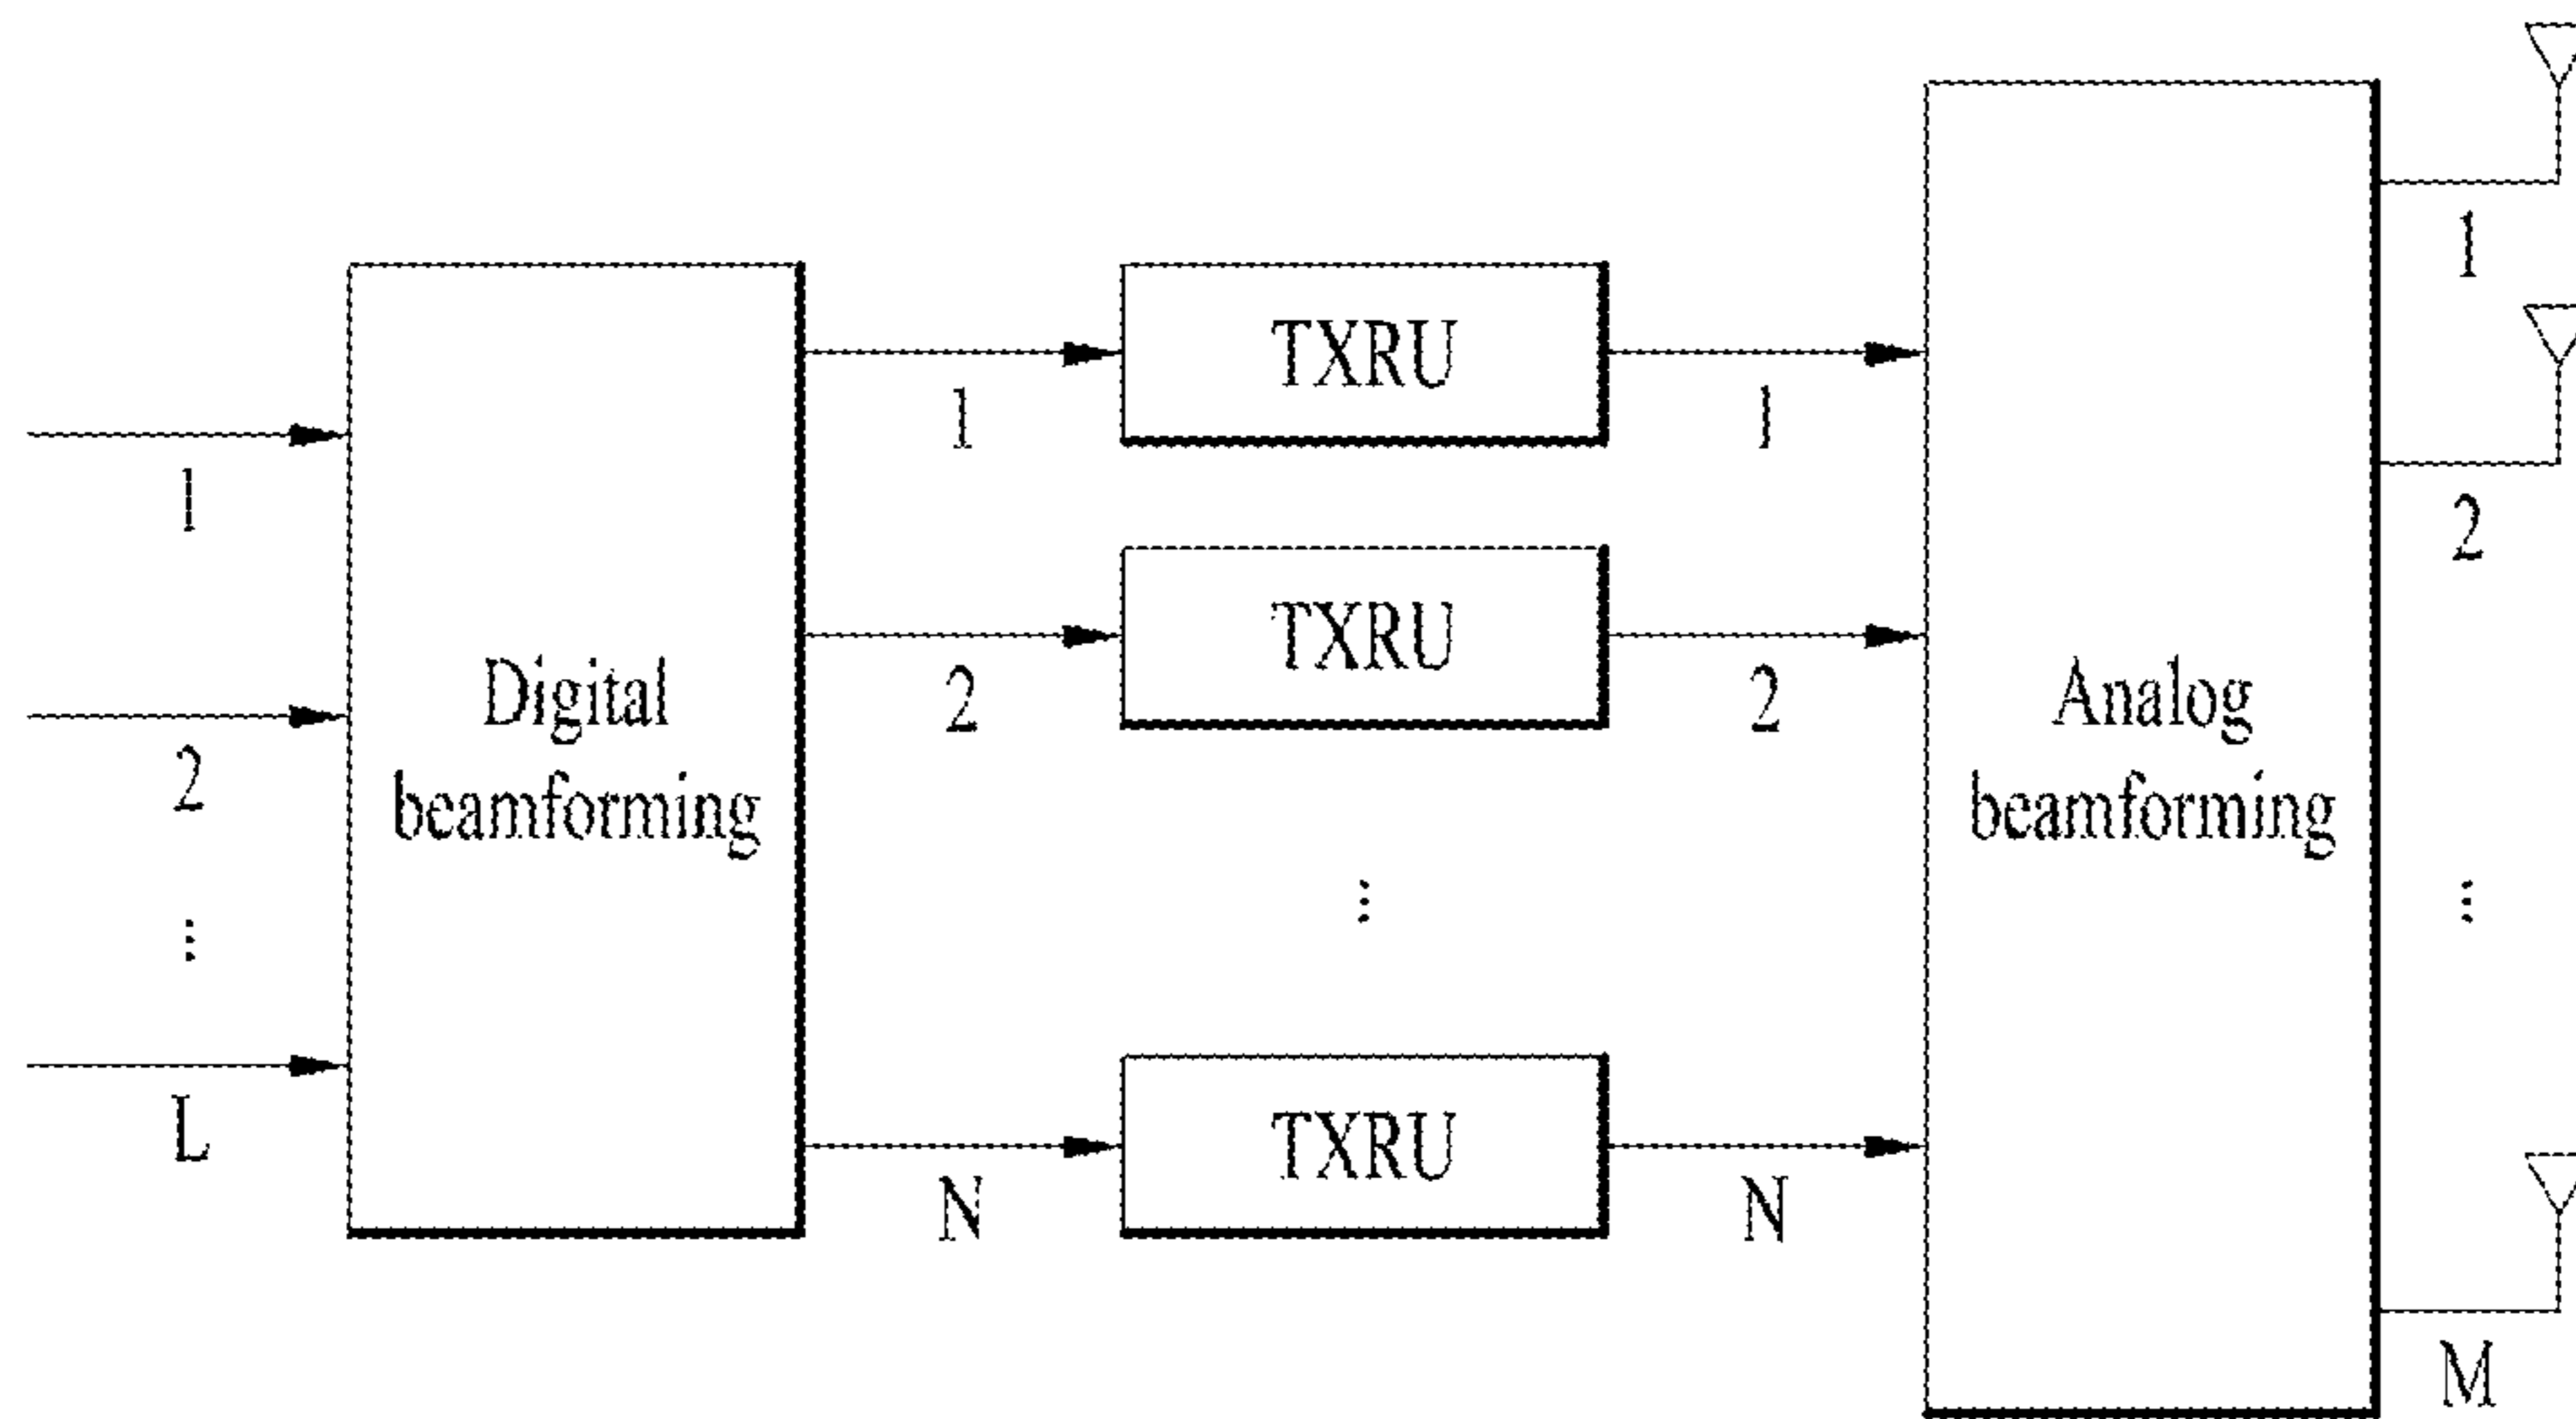 1
2
⋮
L
Digital
beamforming
1
2
N
TXRU
TXRU
⋮
TXRU
1
2
N
Analog
beamforming
1
2
⋮
M